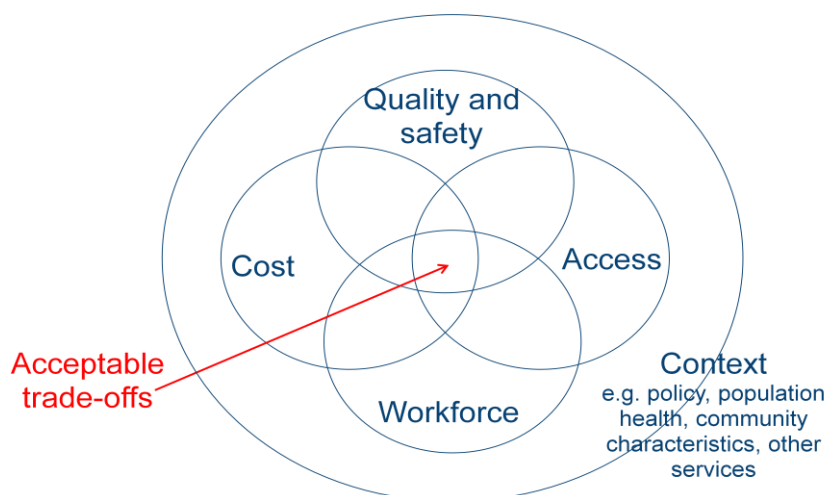 Quality and
safety
Cost
Access
Acceptable
trade-offs
Workforce
Context
e.g. policy, population
health, community
characteristics, other
services